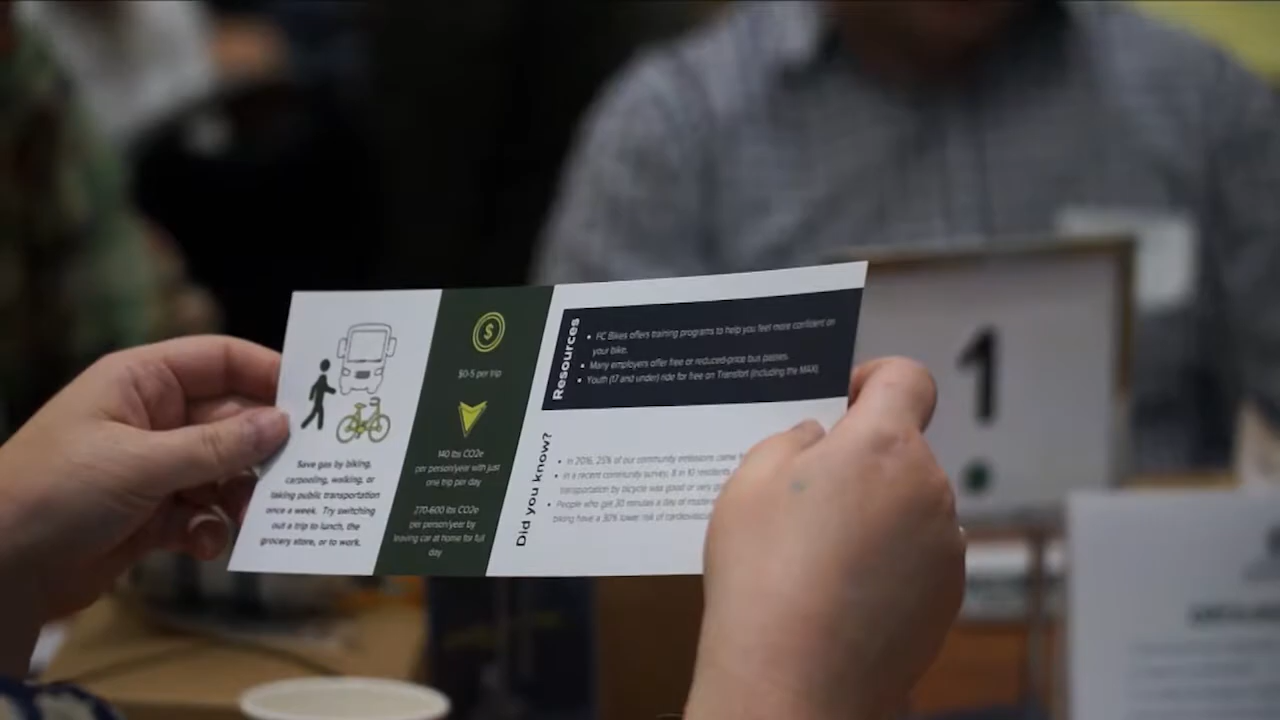 Save gas by biking,
carpooling, walking, or
taking public transportation
once a week. Try switching
out a trip to lunch, the
grocery store, or to work.
$
$0-5 per trip
140 lbs CO2e
per person/year with just
one trip per day
270-600 lbs CO2e
per person/year by
leaving car at home for full
day
Resources
• FC Bikes offers training programs to help you feel more confident on
your bike.
• Many employers offer free or reduced-price bus passes.
• Youth (17 and under) ride for free on Transfort (including the MAX)
Did you know?
• In 2016, 25% of our community emissions came
• In a recent community survey, 8 in 10 residents
transportation by bicycle was good or very
• People who get 30 minutes a day of
biking have a 30% lower risk of
1